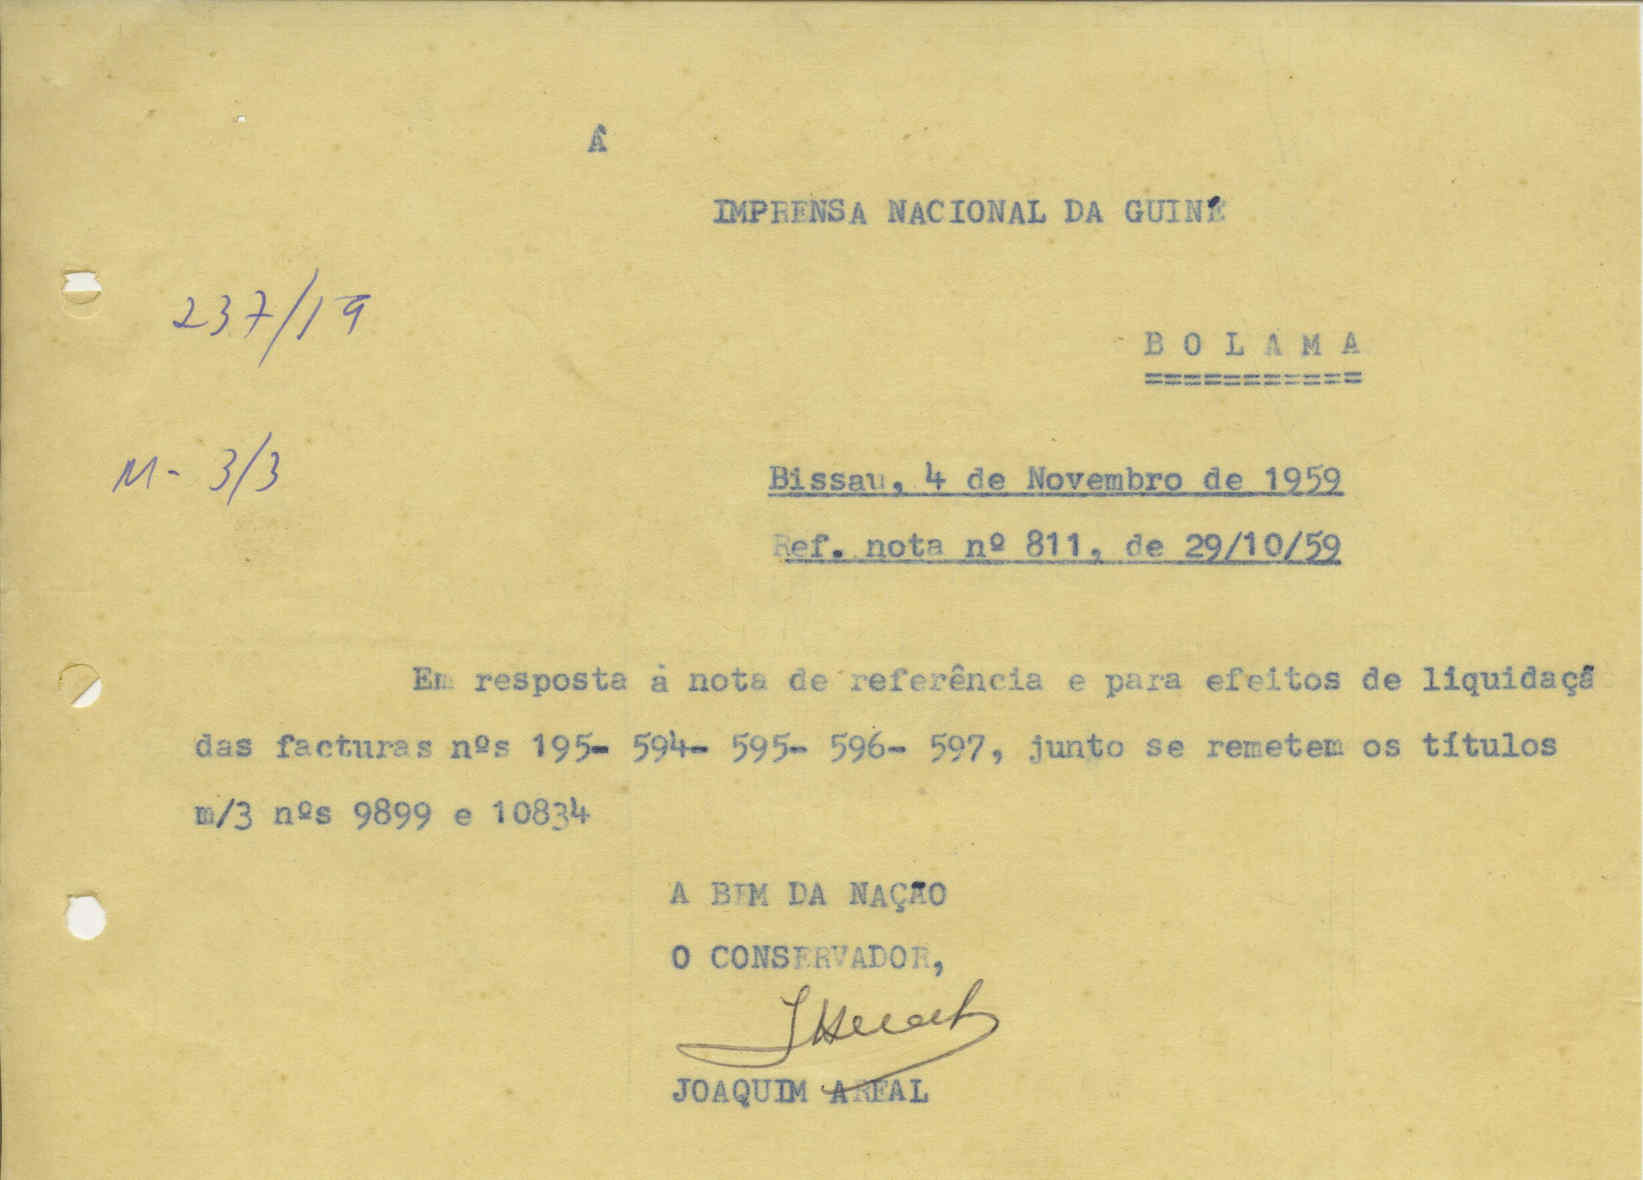 Â
IMPRENSA NACIONAL DA GUINÉ
237/19
B O L A M A
===========
M - 3/3
Bissau, 4 de Novembro de 1959
Ref. nota nº 811, de 29/10/59
Em resposta à nota de referência e para efeitos de liquidaçã
das facturas nºs 195- 594- 595- 596- 597, junto se remetem os títulos
m/3 nºs 9899 e 10834
A BEM DA NAÇÃO
O CONSERVADOR,
JOAQUIM AREAL